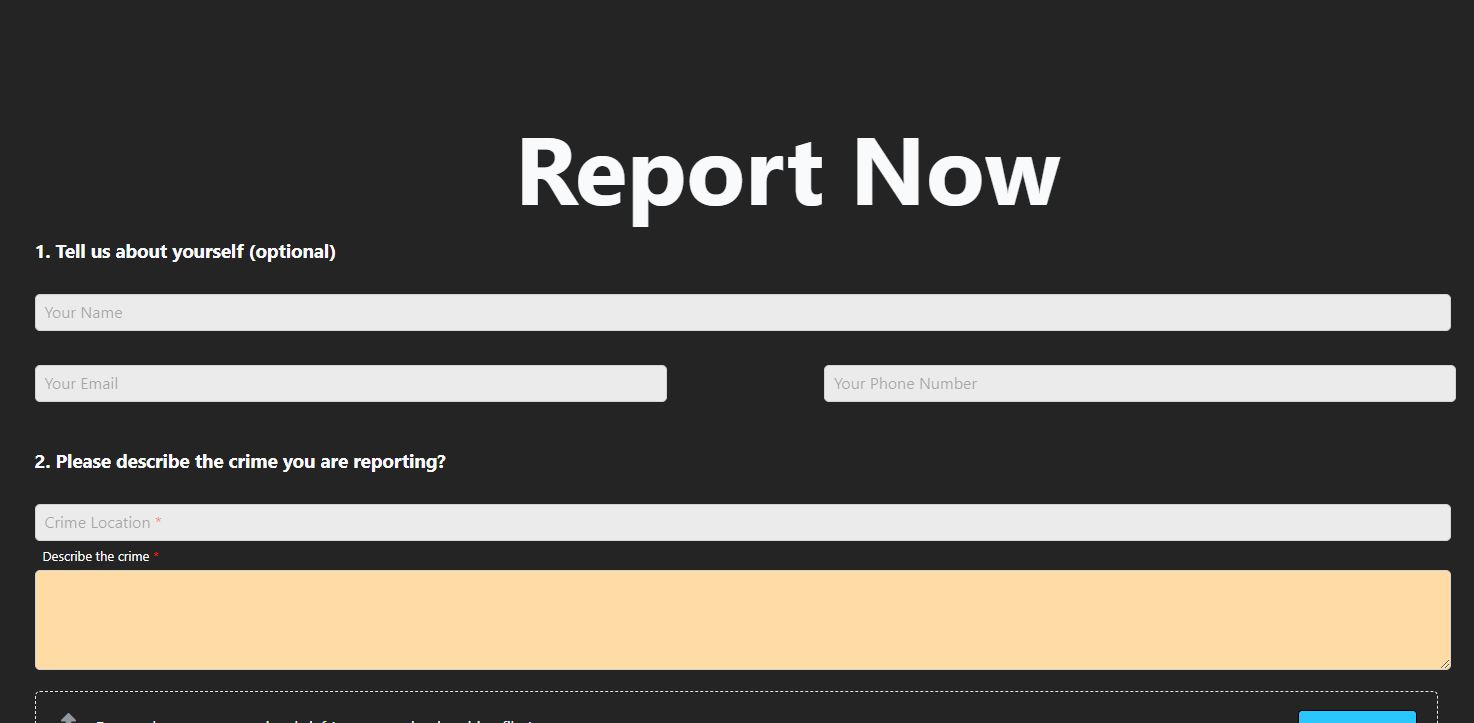 Report Now
1. Tell us about yourself (optional)
Your Name
Your Email
Your Phone Number
2. Please describe the crime you are reporting?
Crime Location *
Describe the crime *